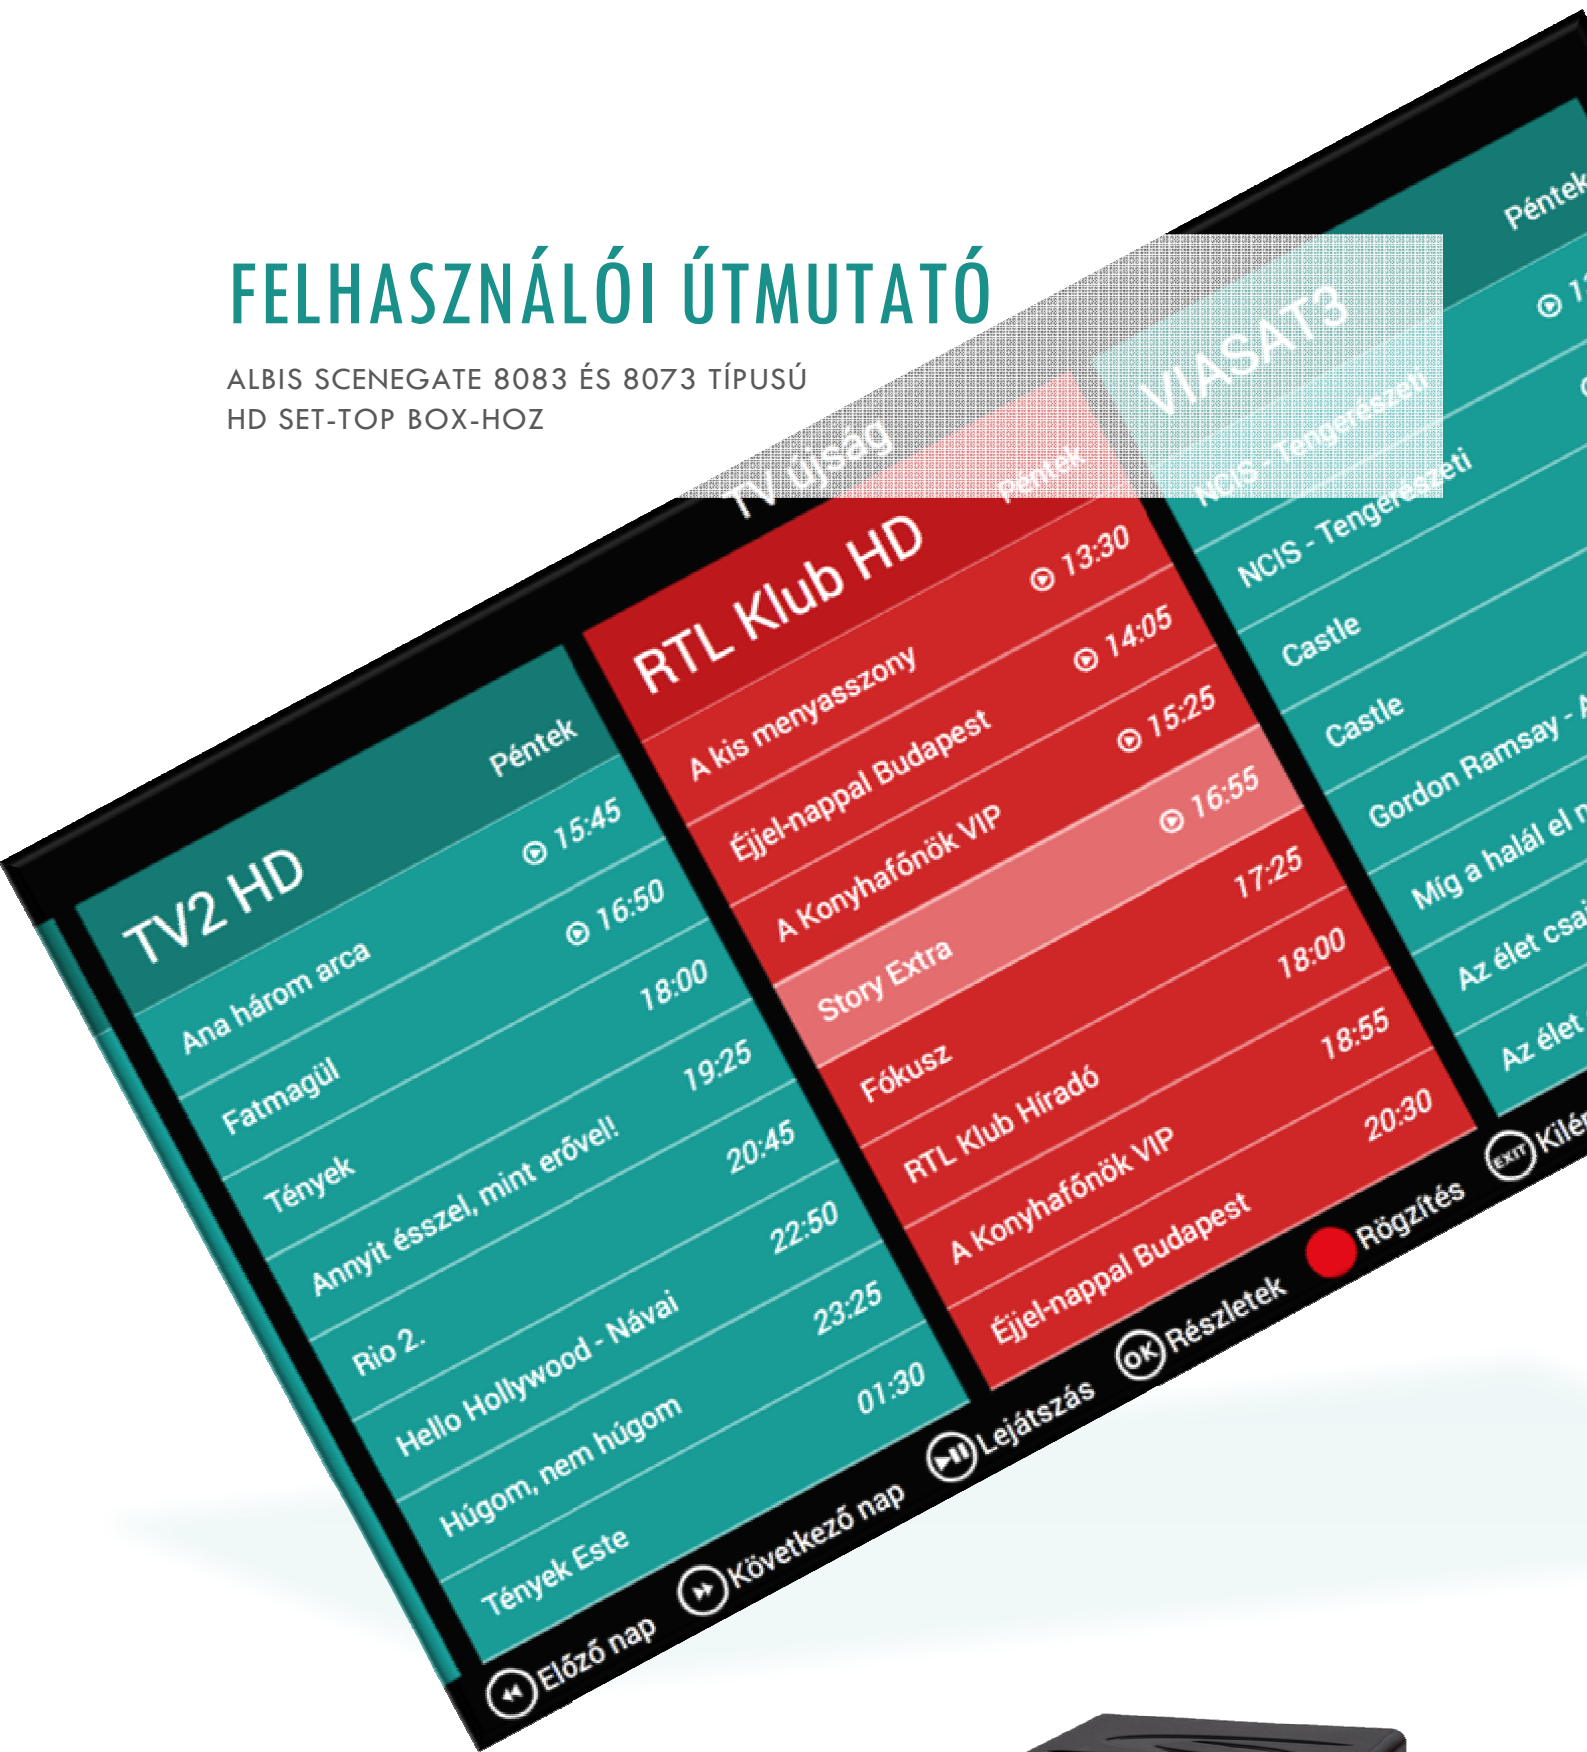 FELHASZNÁLÓI ÚTMUTATÓ
ALBIS SCENEGATE 8083 ÉS 8073 TÍPUSÚ
HD SET-TOP BOX-HOZ
TV újság
TV2 HD
Péntek
Ana három arca 15:45
Fatmagül 16:50
Tények 18:00
Annyit ésszel, mint erővel! 19:25
Rio 2. 20:45
Hello Hollywood - Návai 22:50
Húgom, nem húgom 23:25
Tények Este 01:30
RTL Klub HD
Péntek
A kis menyasszony 13:30
Éjjel-nappal Budapest 14:05
A Konyhafőnök VIP 15:25
Story Extra 16:55
Fókusz 17:25
RTL Klub Híradó 18:00
A Konyhafőnök VIP 18:55
Éjjel-nappal Budapest 20:30
VIASAT3
Péntek
NCIS - Tengerészeti
NCIS - Tengerészeti
Castle
Castle
Gordon Ramsay -
Míg a halál el
Az élet
Az élet
Előző nap Következő nap Lejátszás OK Részletek Rögzítés EXIT